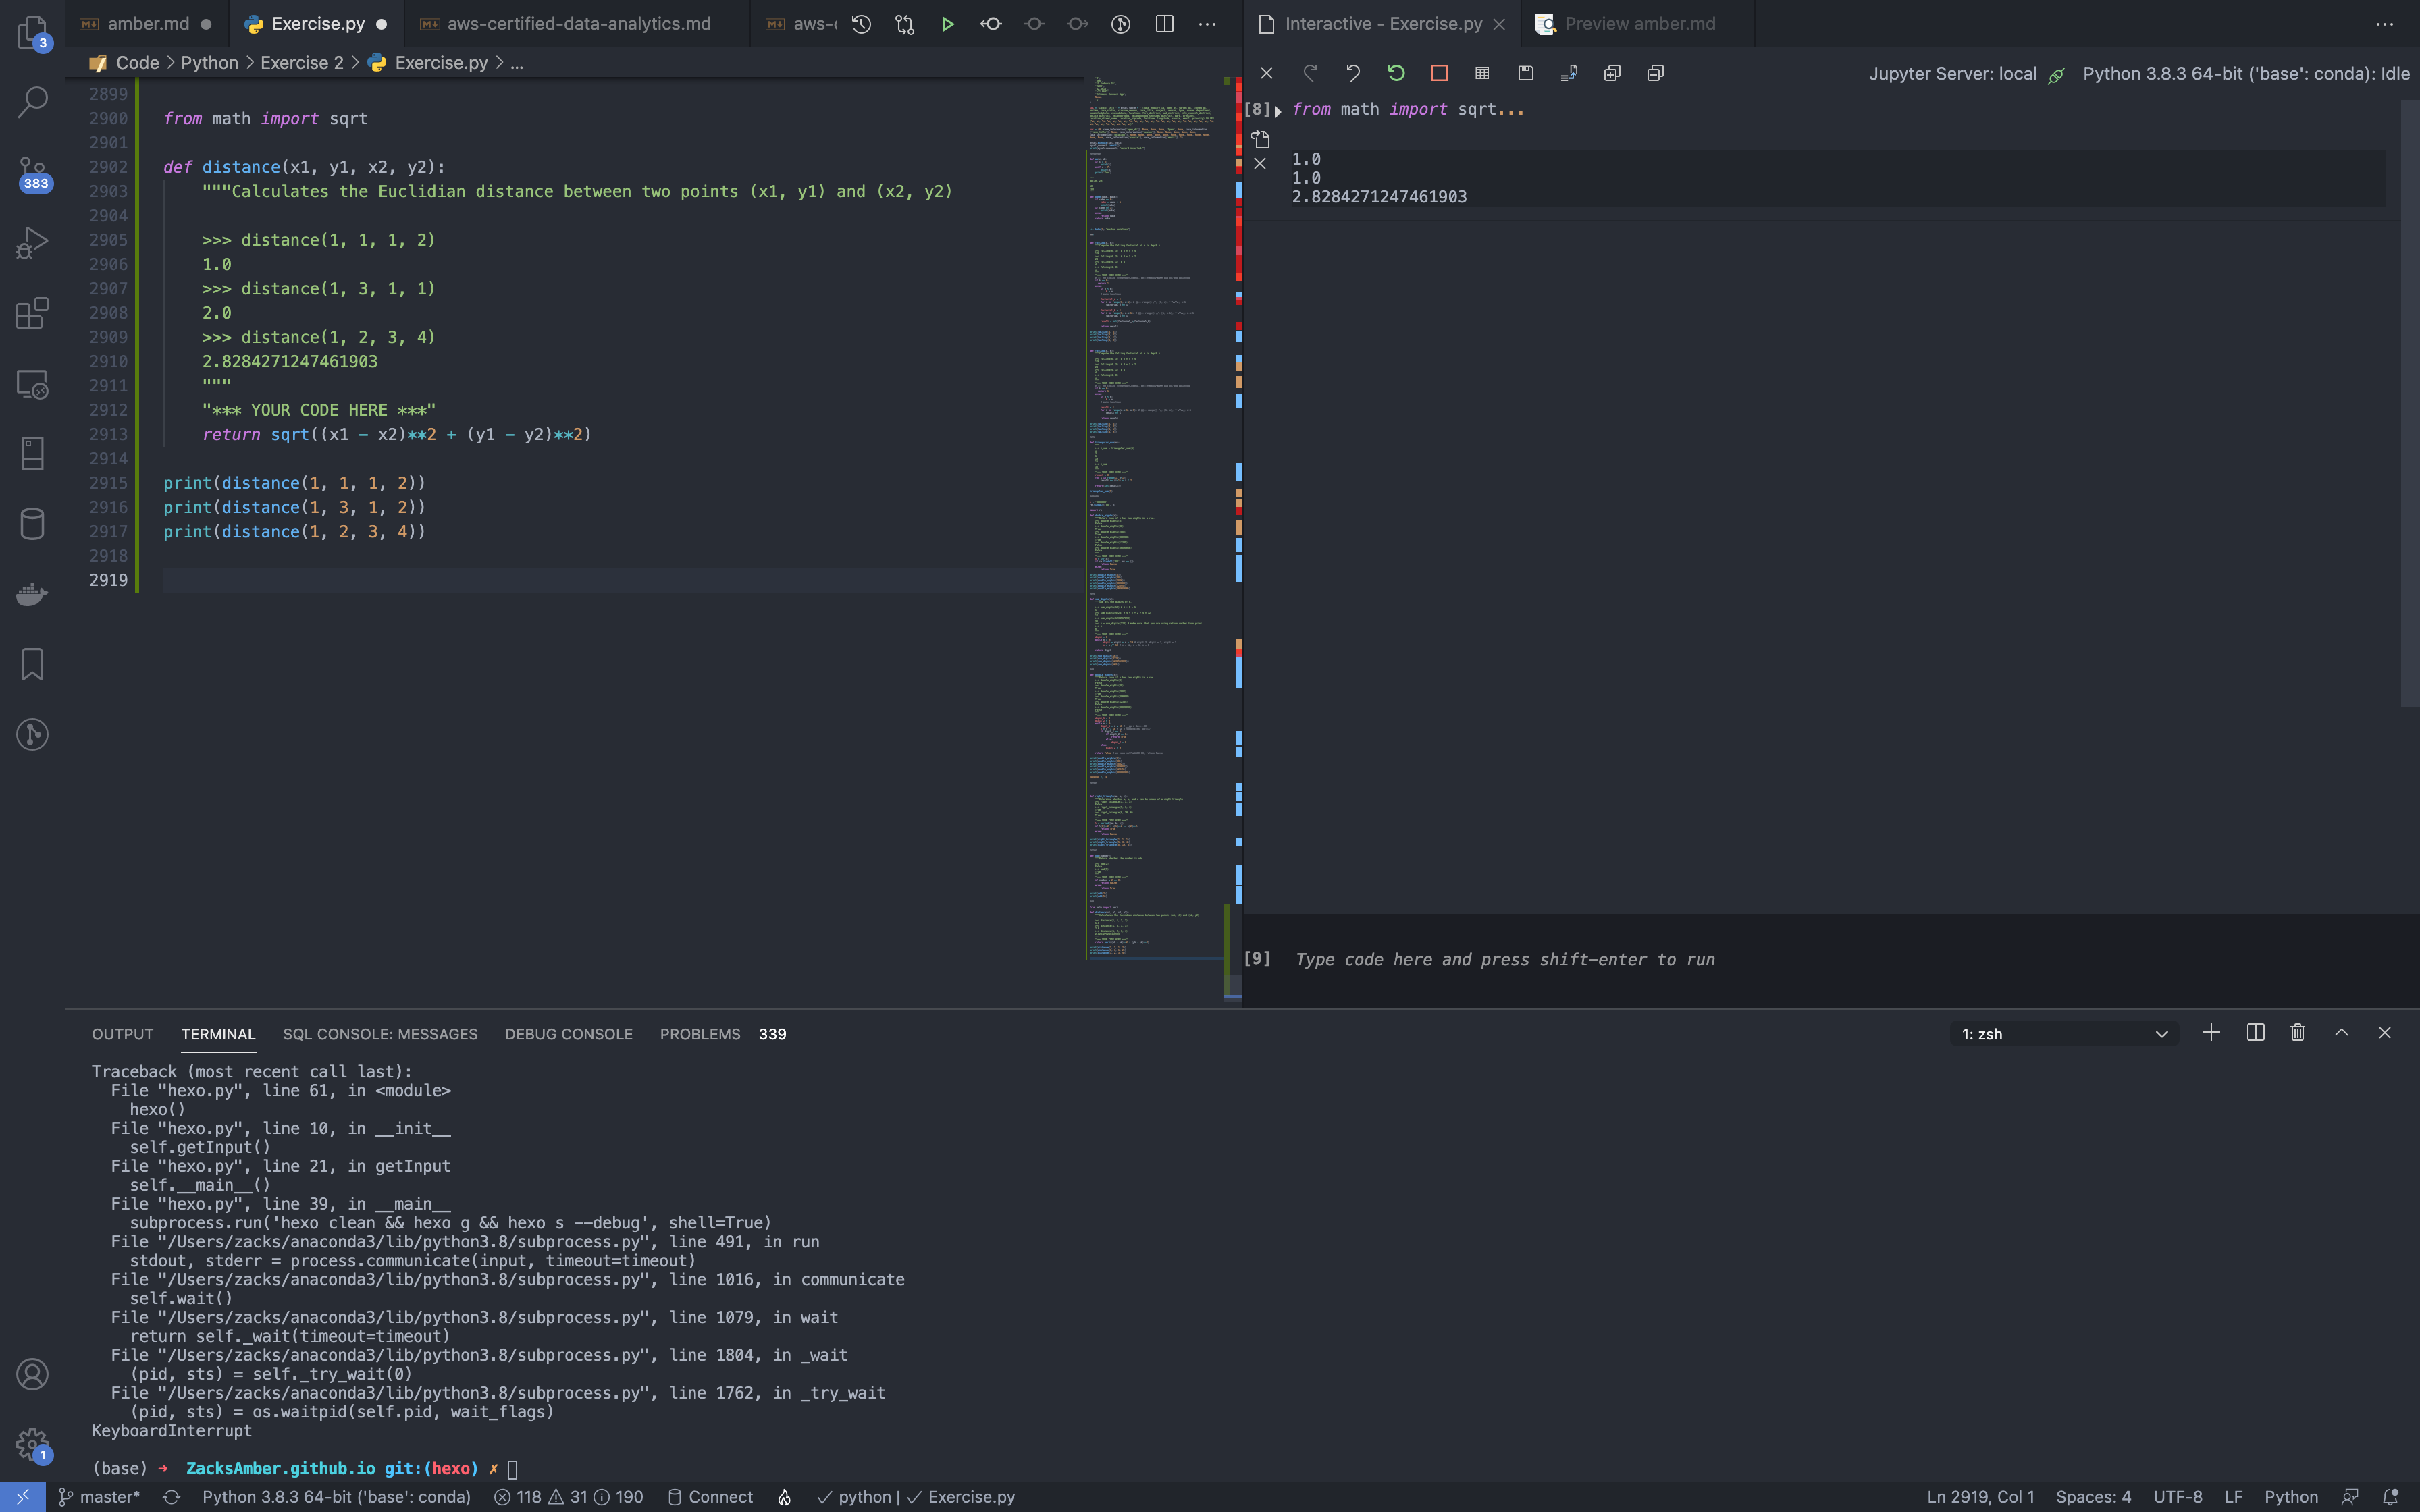 amber.md
Exercise.py
aws-certified-data-analytics.md
aws-c
Interactive - Exercise.py
Preview amber.md
Code > Python > Exercise 2 > Exercise.py > ...
Jupyter Server: local
Python 3.8.3 64-bit ('base': conda): Idle
3
383
2899
2900 from math import sqrt
2901
2902 def distance(x1, y1, x2, y2):
2903 """Calculates the Euclidian distance between two points (x1, y1) and (x2, y2)
2904
2905 >>> distance(1, 1, 1, 2)
2906 1.0
2907 >>> distance(1, 3, 1, 1)
2908 2.0
2909 >>> distance(1, 2, 3, 4)
2910 2.8284271247461903
2911 """
2912 "*** YOUR CODE HERE ***"
2913 return sqrt((x1 - x2)**2 + (y1 - y2)**2)
2914
2915 print(distance(1, 1, 1, 2))
2916 print(distance(1, 3, 1, 2))
2917 print(distance(1, 2, 3, 4))
2918
2919
[8] from math import sqrt...
1.0
1.0
2.8284271247461903
[9] Type code here and press shift-enter to run
OUTPUT TERMINAL SQL CONSOLE: MESSAGES DEBUG CONSOLE PROBLEMS 339
1: zsh
Traceback (most recent call last):
File "hexo.py", line 61, in <module>
hexo()
File "hexo.py", line 10, in __init__
self.getInput()
File "hexo.py", line 21, in getInput
self.__main__()
File "hexo.py", line 39, in __main__
subprocess.run('hexo clean && hexo g && hexo s --debug', shell=True)
File "/Users/zacks/anaconda3/lib/python3.8/subprocess.py", line 491, in run
stdout, stderr = process.communicate(input, timeout=timeout)
File "/Users/zacks/anaconda3/lib/python3.8/subprocess.py", line 1016, in communicate
self.wait()
File "/Users/zacks/anaconda3/lib/python3.8/subprocess.py", line 1079, in wait
return self._wait(timeout=timeout)
File "/Users/zacks/anaconda3/lib/python3.8/subprocess.py", line 1804, in _wait
(pid, sts) = self._try_wait(0)
File "/Users/zacks/anaconda3/lib/python3.8/subprocess.py", line 1762, in _try_wait
(pid, sts) = os.waitpid(self.pid, wait_flags)
KeyboardInterrupt
(base) ➜ ZacksAmber.github.io git:(hexo) ✗
1
master* Python 3.8.3 64-bit ('base': conda) 118 31 190 Connect ✓ python | ✓ Exercise.py
Ln 2919, Col 1 Spaces: 4 UTF-8 LF Python